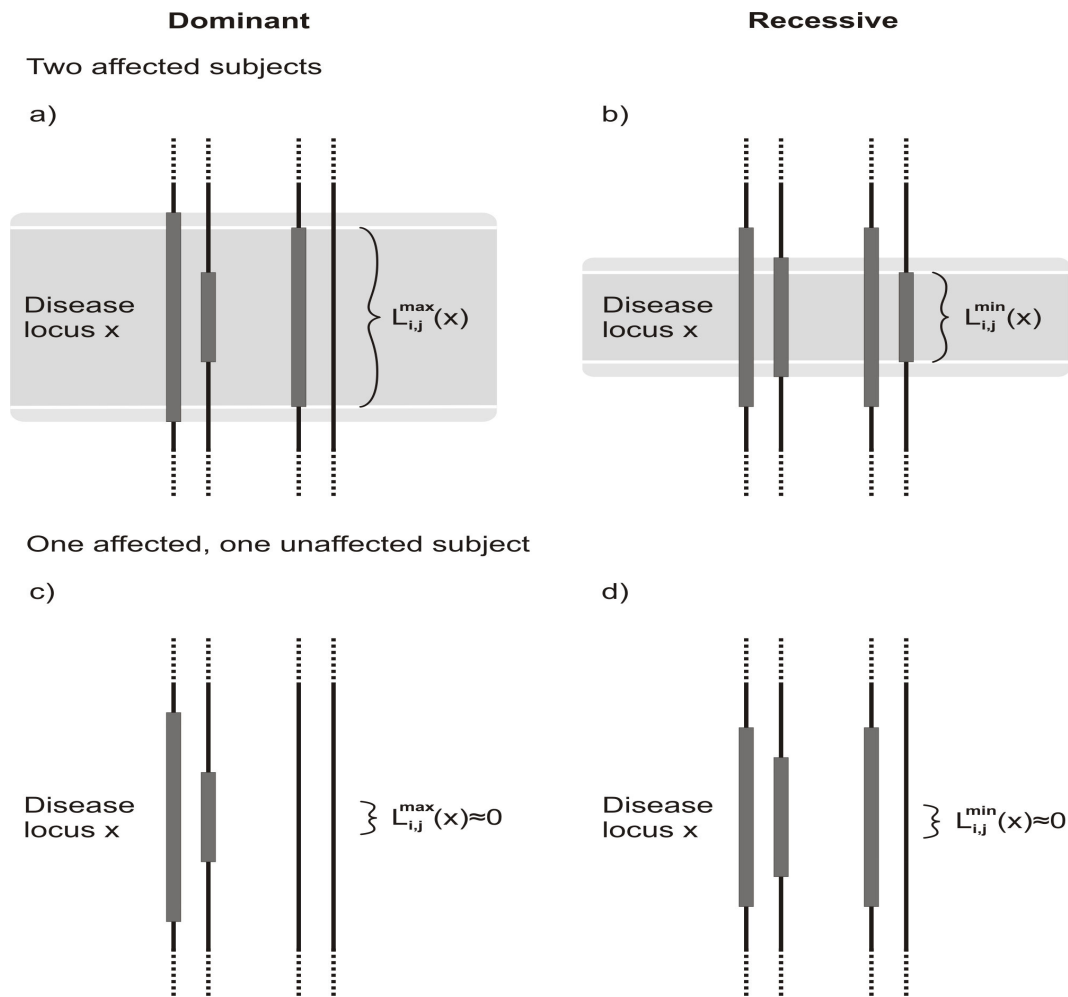 Dominant
Recessive
Two affected subjects
a)
b)
Disease
locus x
L^max_i,j(x)
Disease
locus x
L^min_i,j(x)
One affected, one unaffected subject
c)
d)
Disease
locus x
L^max_i,j(x)≈0
Disease
locus x
L^min_i,j(x)≈0